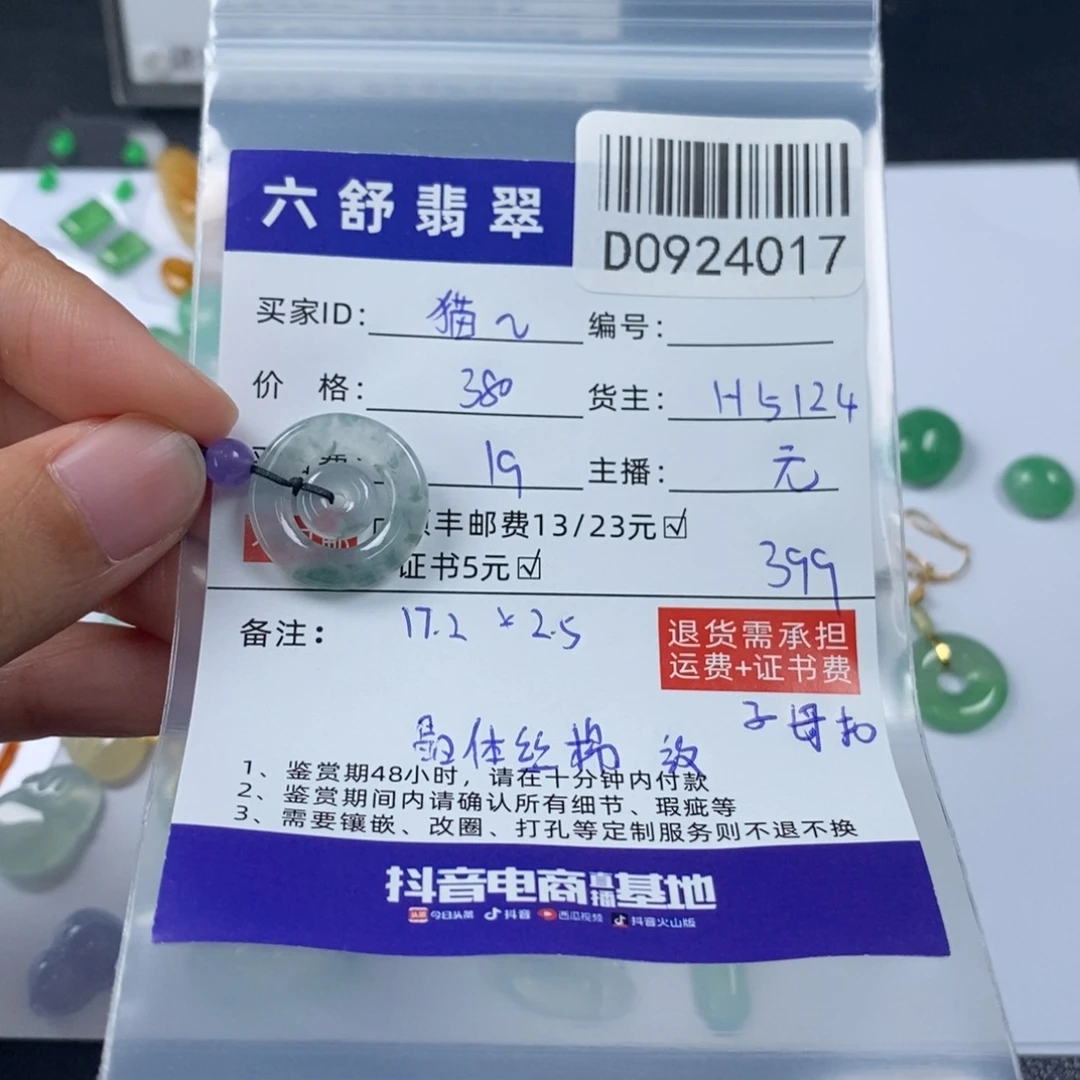 六舒翡翠
D0924017
买家ID: 猫~ 编号:
价 格: 380 货主: H5124
19 主播: 元
丰邮费13/23元☑
证书5元☑ 399
备注: 17.2 × 2.5
退货需承担
运费+证书费
子母扣
体丝棉 纹
1、鉴赏期48小时，请在十分钟内付款
2、鉴赏期间内请确认所有细节、瑕疵等
3、需要镶嵌、改圈、打孔等定制服务则不退不换
抖音电商直播基地
头条 今日头条 抖音 西瓜视频 抖音火山版